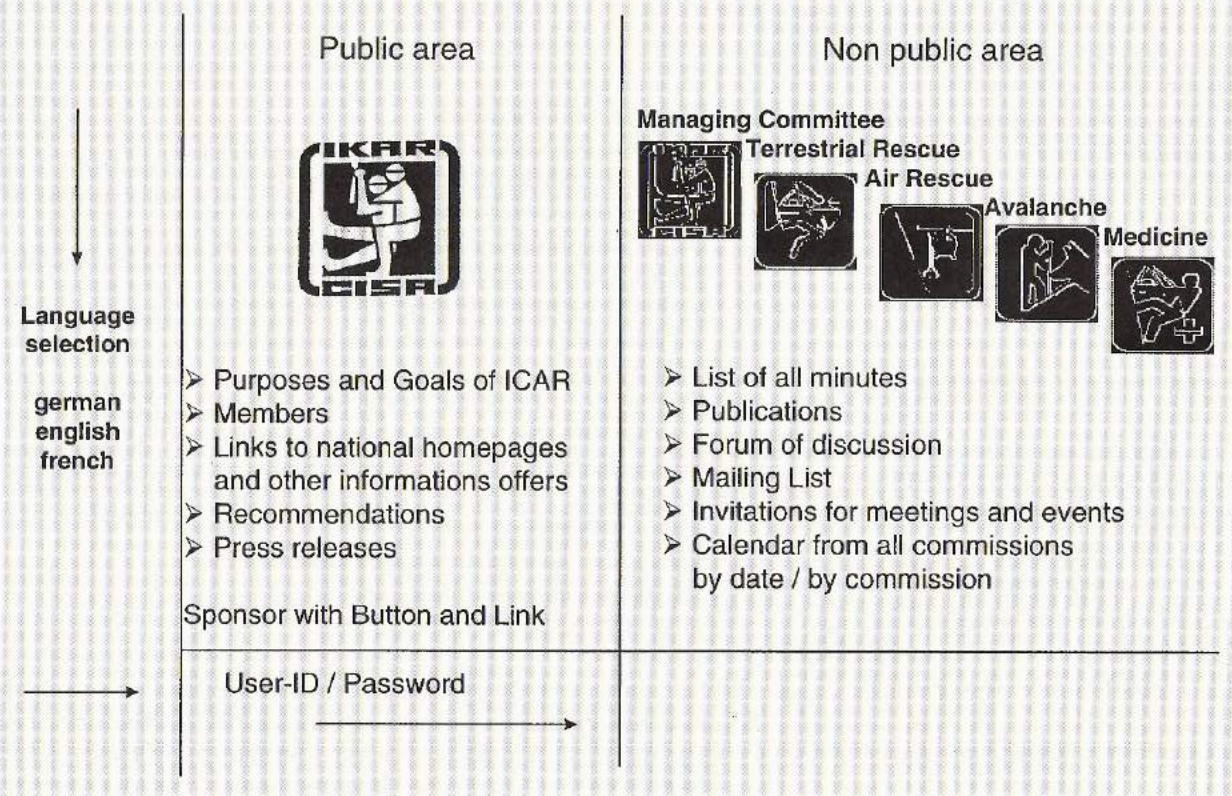 Public area
Non public area
IKAR
CISA
Managing Committee
Terrestrial Rescue
Air Rescue
Avalanche
Medicine
CISA
Language
selection
german
english
french
➢ Purposes and Goals of ICAR
➢ Members
➢ Links to national homepages
and other informations offers
➢ Recommendations
➢ Press releases
Sponsor with Button and Link
➢ List of all minutes
➢ Publications
➢ Forum of discussion
➢ Mailing List
➢ Invitations for meetings and events
➢ Calendar from all commissions
by date / by commission
User-ID / Password